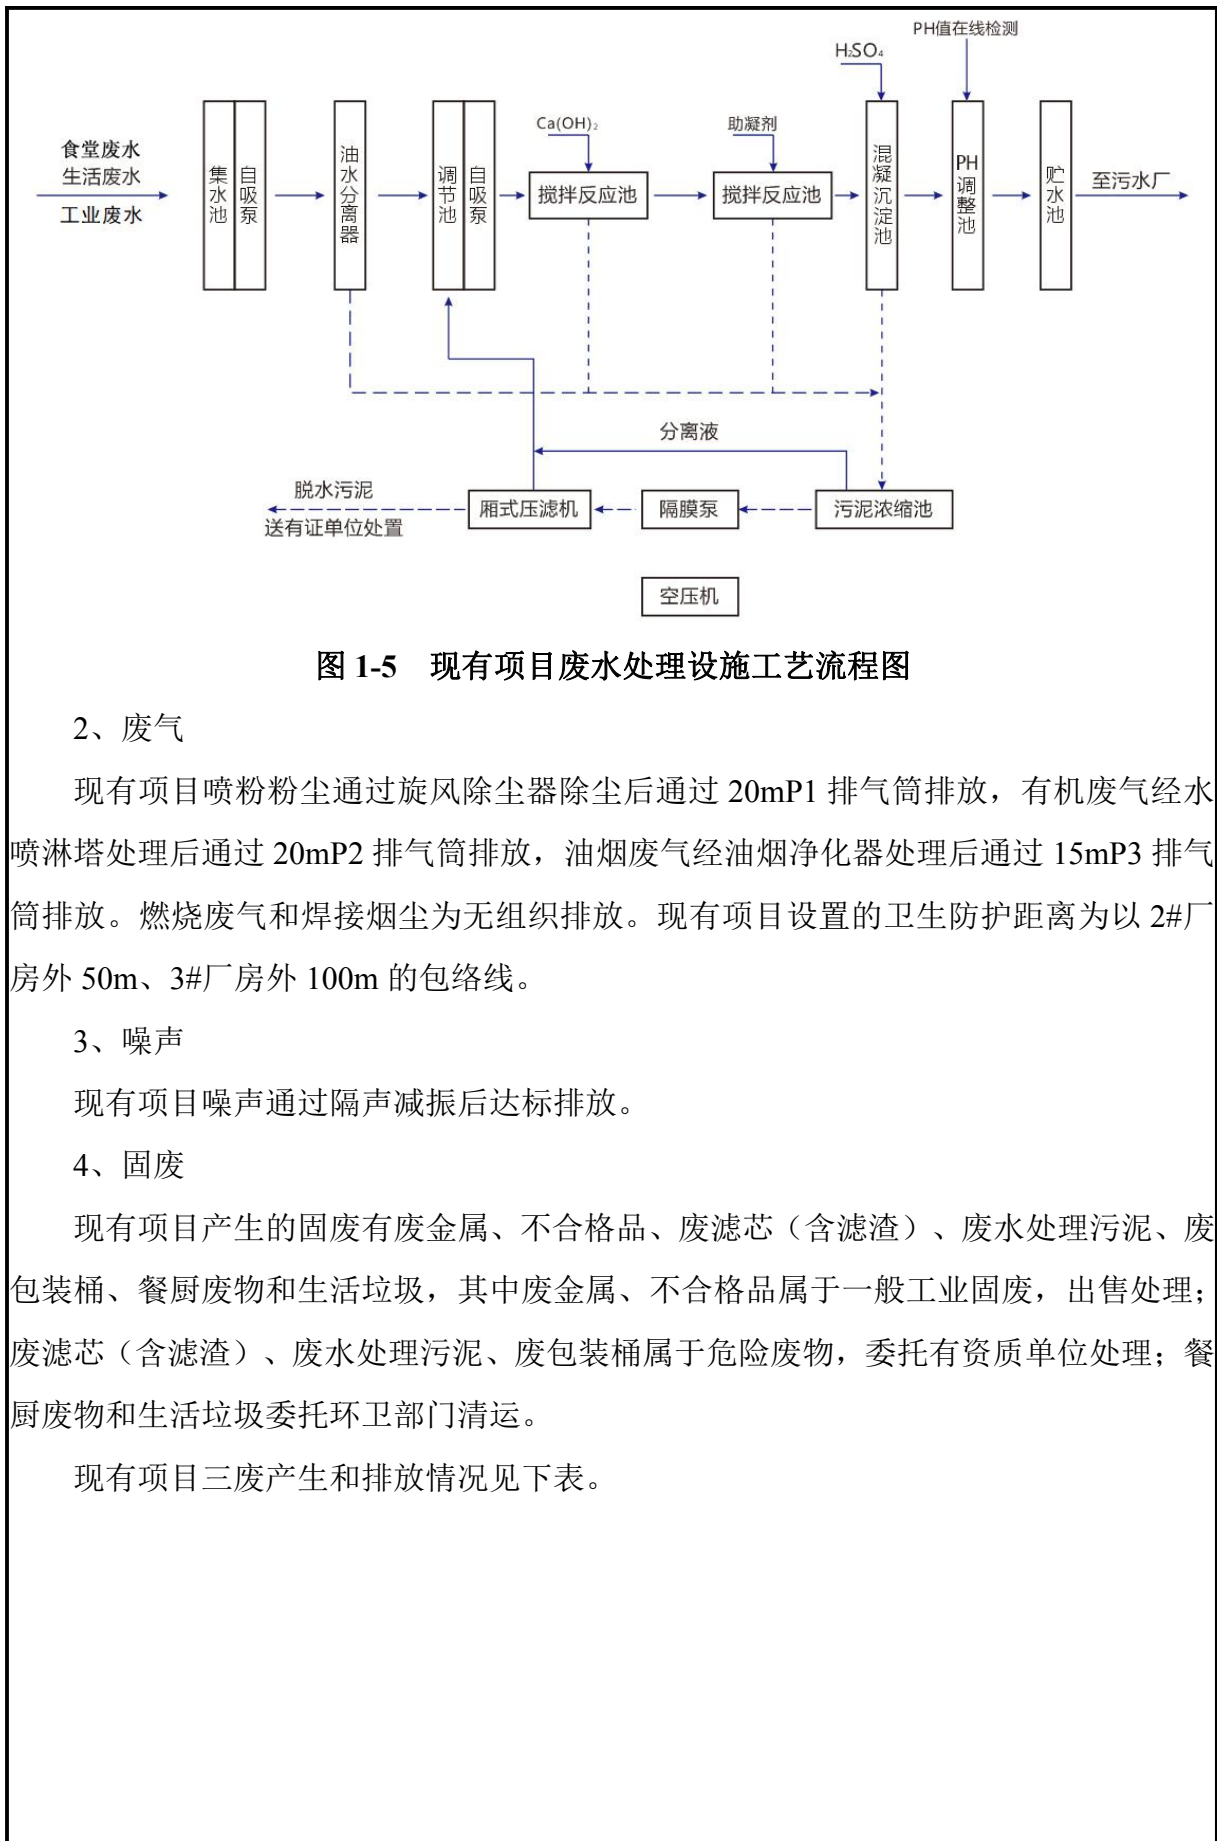 PH值在线检测
H₂SO₄
Ca(OH)₂
助凝剂
食堂废水
生活废水
工业废水
集水池
自吸泵
油水分离器
调节池
自吸泵
搅拌反应池
搅拌反应池
混凝沉淀池
PH调整池
贮水池
至污水厂
分离液
脱水污泥
送有证单位处置
厢式压滤机
隔膜泵
污泥浓缩池
空压机
图 1-5 现有项目废水处理设施工艺流程图
2、废气
现有项目喷粉粉尘通过旋风除尘器除尘后通过 20mP1 排气筒排放，有机废气经水
喷淋塔处理后通过 20mP2 排气筒排放，油烟废气经油烟净化器处理后通过 15mP3 排气
筒排放。燃烧废气和焊接烟尘为无组织排放。现有项目设置的卫生防护距离为以 2#厂
房外 50m、3#厂房外 100m 的包络线。
3、噪声
现有项目噪声通过隔声减振后达标排放。
4、固废
现有项目产生的固废有废金属、不合格品、废滤芯（含滤渣）、废水处理污泥、废
包装桶、餐厨废物和生活垃圾，其中废金属、不合格品属于一般工业固废，出售处理；
废滤芯（含滤渣）、废水处理污泥、废包装桶属于危险废物，委托有资质单位处理；餐
厨废物和生活垃圾委托环卫部门清运。
现有项目三废产生和排放情况见下表。